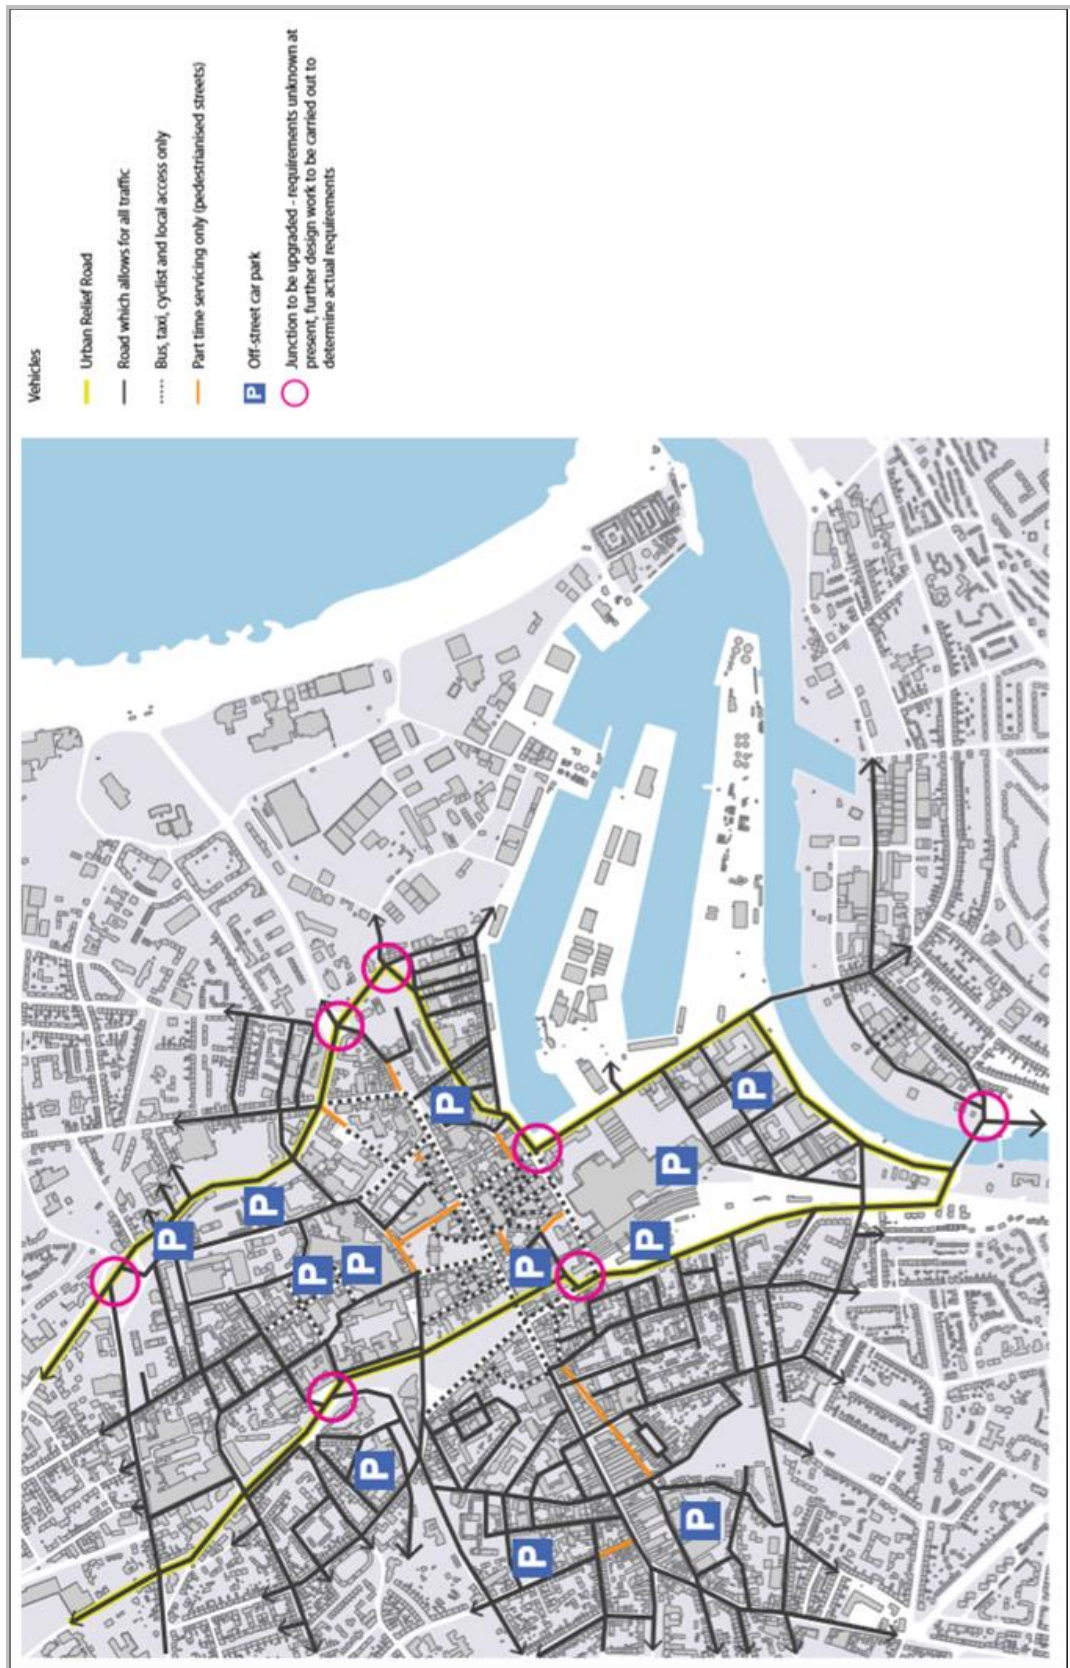 Vehicles
Urban Relief Road
Road which allows for all traffic
Bus, taxi, cyclist and local access only
Part time servicing only (pedestrianised streets)
P Off-street car park
Junction to be upgraded - requirements unknown at
present, further design work to be carried out to
determine actual requirements
P
P
P
P
P
P
P
P
P
P
P
P